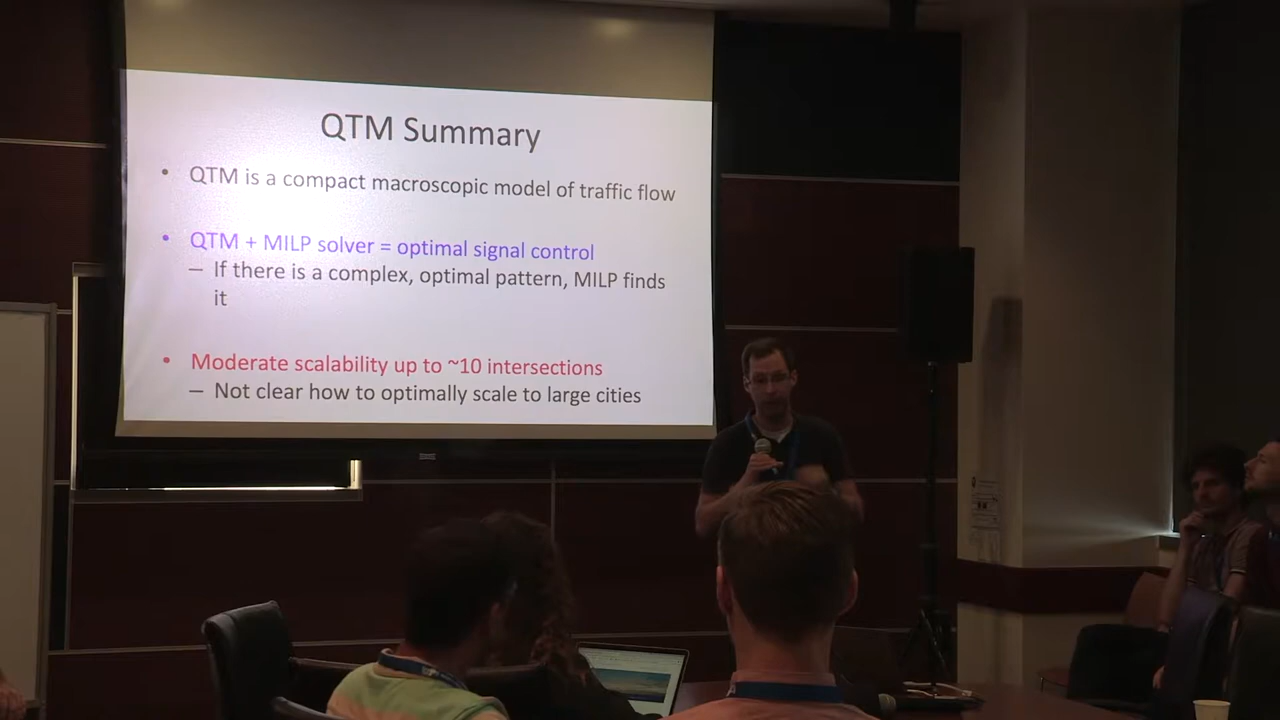 QTM Summary
• QTM is a compact macroscopic model of traffic flow
• QTM + MILP solver = optimal signal control
– If there is a complex, optimal pattern, MILP finds
it
• Moderate scalability up to ~10 intersections
– Not clear how to optimally scale to large cities